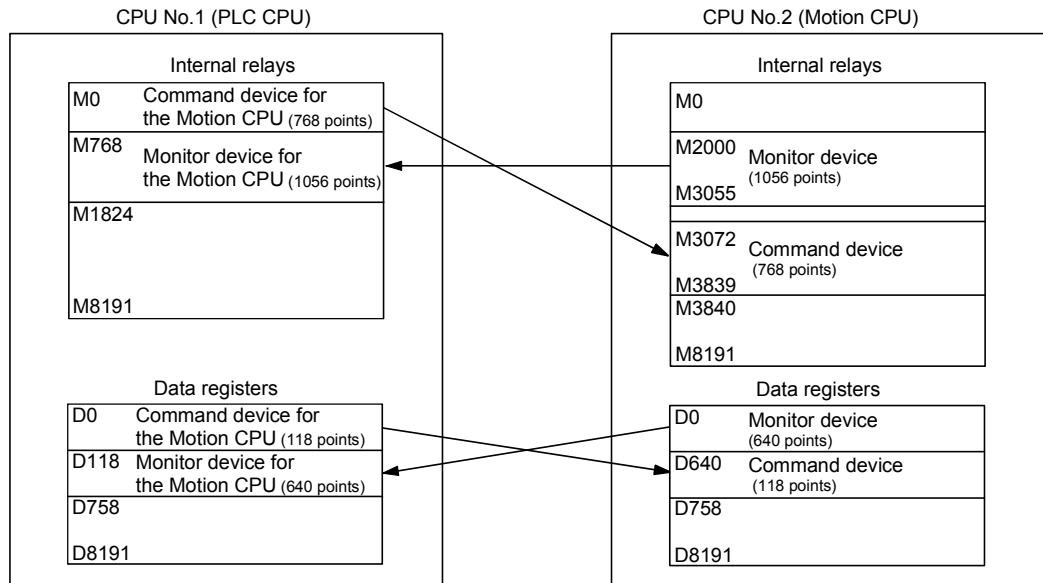 CPU No.1 (PLC CPU)
Internal relays
M0
Command device for
the Motion CPU (768 points)
M768
Monitor device for
the Motion CPU (1056 points)
M1824
M8191
Data registers
D0
Command device for
the Motion CPU (118 points)
D118
Monitor device for
the Motion CPU (640 points)
D758
D8191
CPU No.2 (Motion CPU)
Internal relays
M0
M2000
Monitor device
(1056 points)
M3055
M3072
Command device
(768 points)
M3839
M3840
M8191
Data registers
D0
Monitor device
(640 points)
D640
Command device
(118 points)
D758
D8191